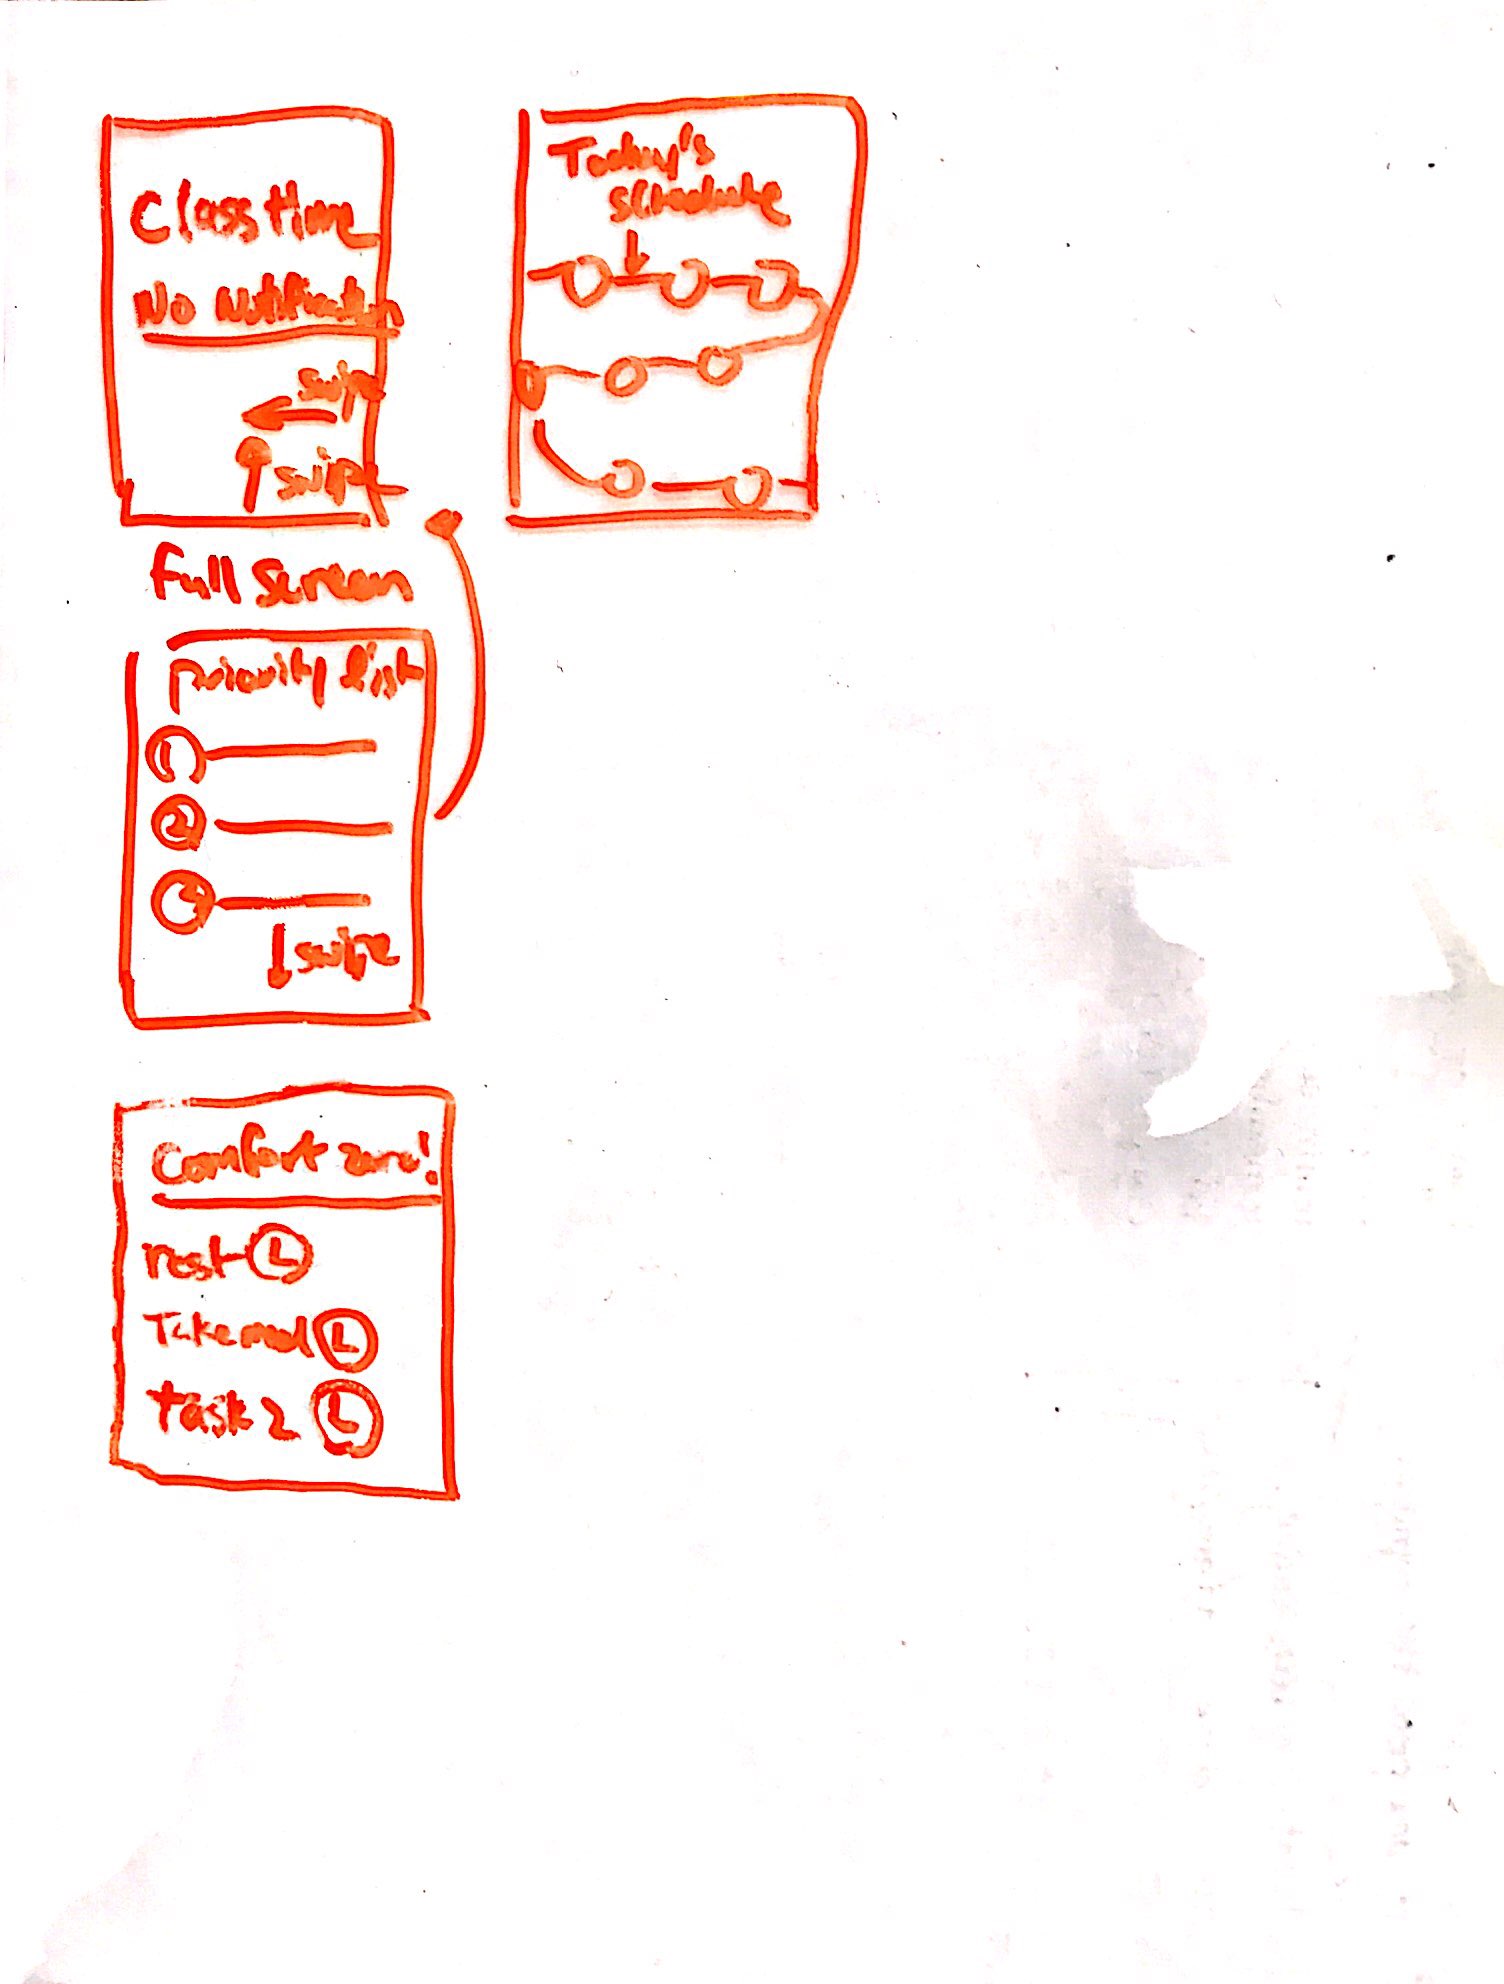 Class time
No Notification
swipe
swipe
Full screen
Today's
schedule
priority list
1
2
3
swipe
Comfort zone!
rest L
Take med L
task 2 L